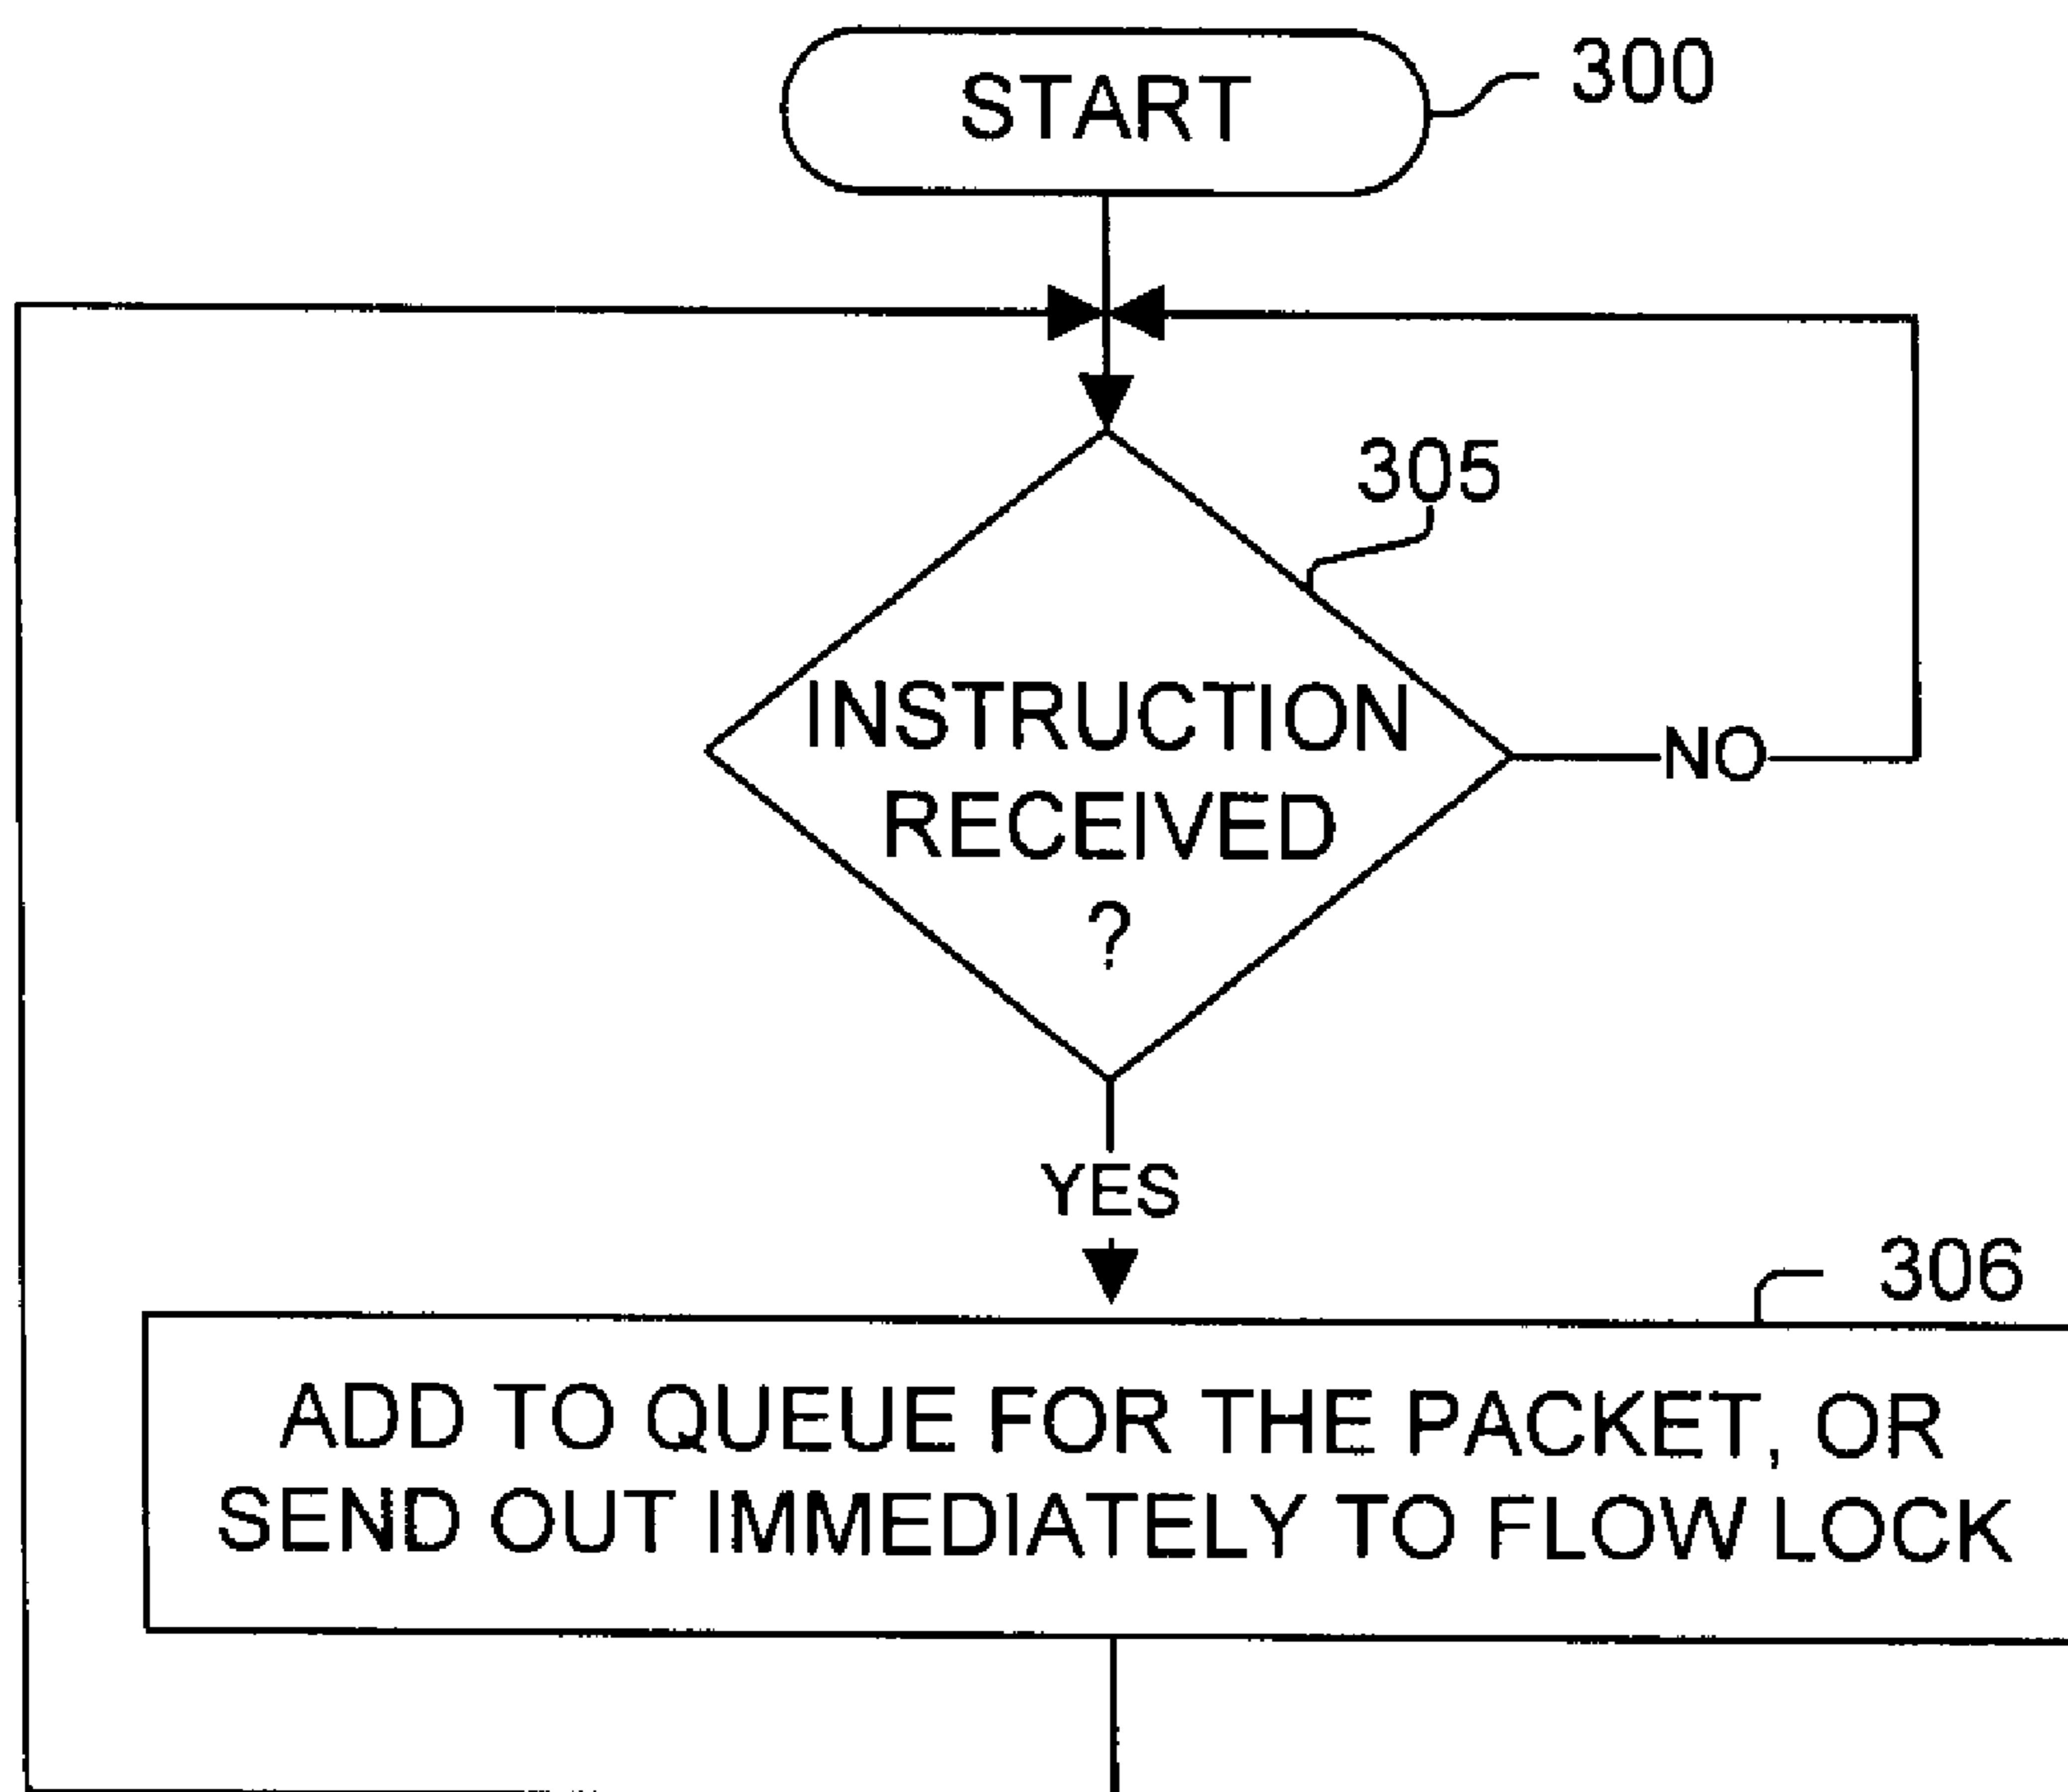 START
300
305
INSTRUCTION
RECEIVED
?
NO
YES
306
ADD TO QUEUE FOR THE PACKET, OR
SEND OUT IMMEDIATELY TO FLOW LOCK